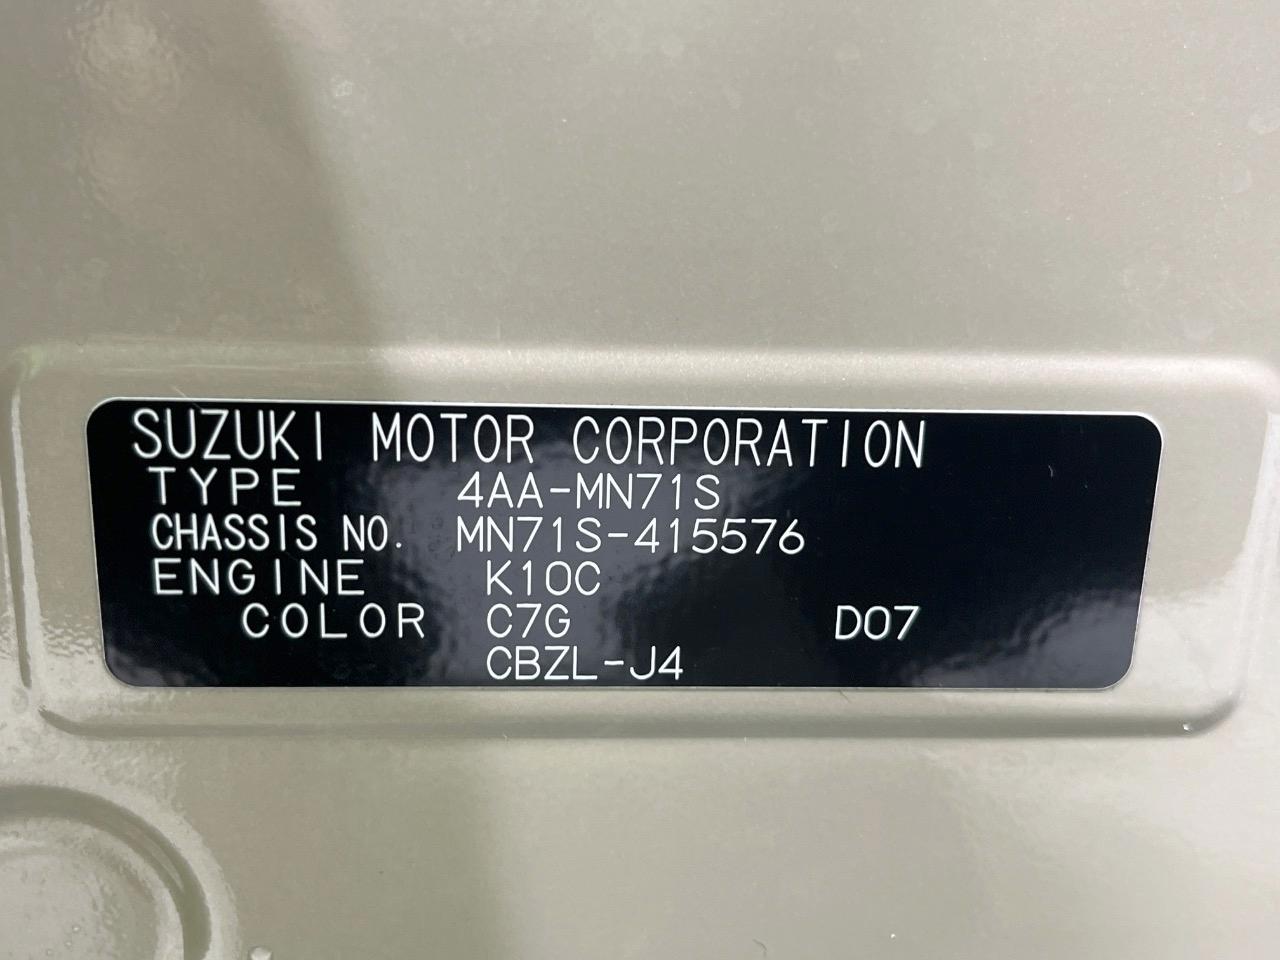 SUZUKI MOTOR CORPORATION
TYPE 4AA-MN71S
CHASSIS NO. MN71S-415576
ENGINE K10C
COLOR C7G D07
CBZL-J4